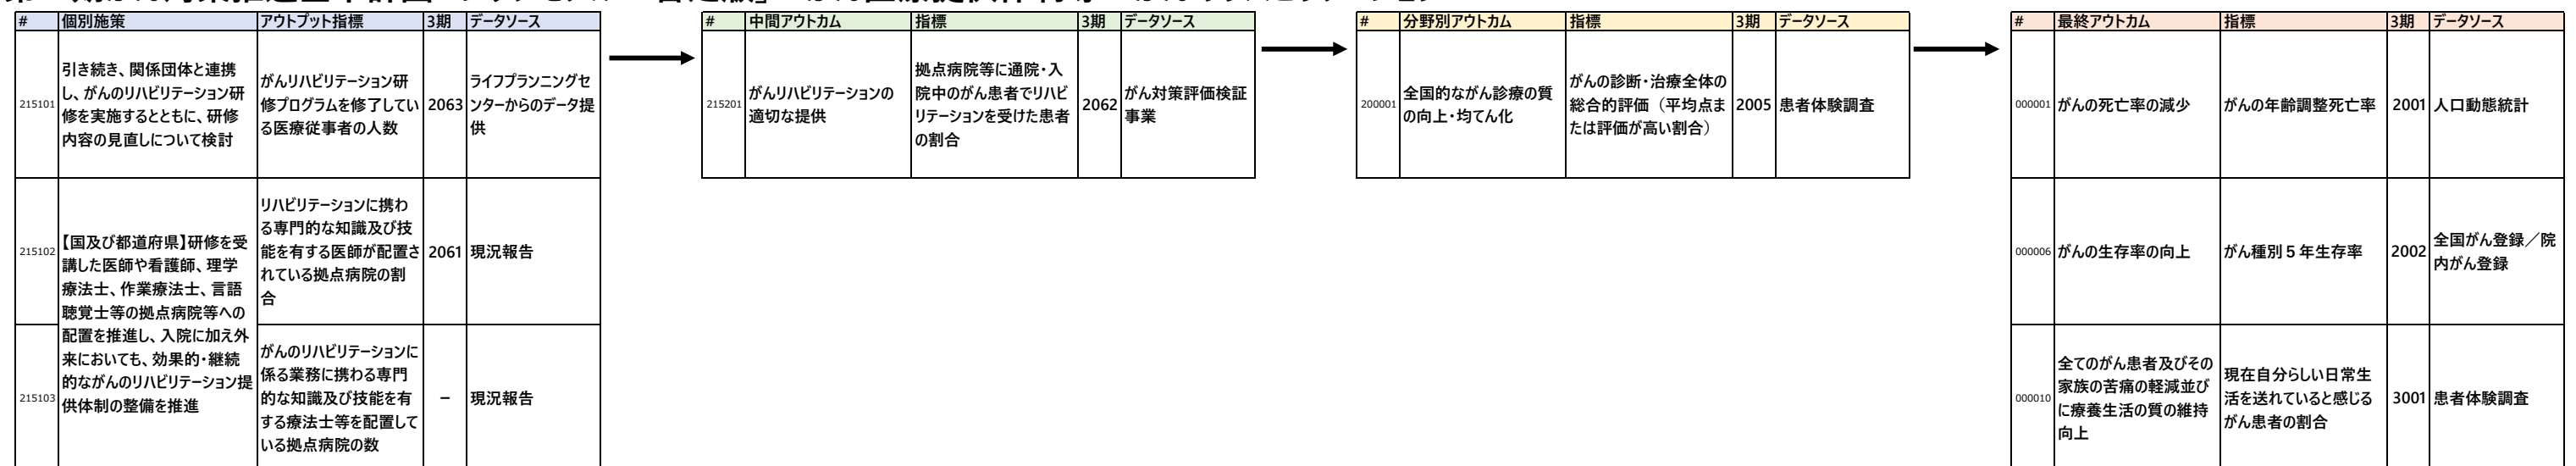 # 個別施策 アウトプット指標 3期 データソース
215101
引き続き、関係団体と連携
し、がんのリハビリテーション研
修を実施するとともに、研修
内容の見直しについて検討
がんリハビリテーション研
修プログラムを修了してい
る医療従事者の人数
2063
ライフプランニングセ
ンターからのデータ提
供
215102
215103
【国及び都道府県】研修を受
講した医師や看護師、理学
療法士、作業療法士、言語
聴覚士等の拠点病院等への
配置を推進し、入院に加え外
来においても、効果的・継続
的ながんのリハビリテーション提
供体制の整備を推進
リハビリテーションに携わ
る専門的な知識及び技
能を有する医師が配置さ
れている拠点病院の割
合
2061
現況報告
がんのリハビリテーションに
係る業務に携わる専門
的な知識及び技能を有
する療法士等を配置して
いる拠点病院の数
－
現況報告
# 中間アウトカム 指標 3期 データソース
215201
がんリハビリテーションの
適切な提供
拠点病院等に通院・入
院中のがん患者でリハビ
リテーションを受けた患者
の割合
2062
がん対策評価検証
事業
# 分野別アウトカム 指標 3期 データソース
200001
全国的ながん診療の質
の向上・均てん化
がんの診断・治療全体の
総合的評価（平均点ま
たは評価が高い割合）
2005
患者体験調査
# 最終アウトカム 指標 3期 データソース
000001
がんの死亡率の減少
がんの年齢調整死亡率
2001
人口動態統計
000006
がんの生存率の向上
がん種別５年生存率
2002
全国がん登録／院
内がん登録
000010
全てのがん患者及びその
家族の苦痛の軽減並び
に療養生活の質の維持
向上
現在自分らしい日常生
活を送れていると感じる
がん患者の割合
3001
患者体験調査